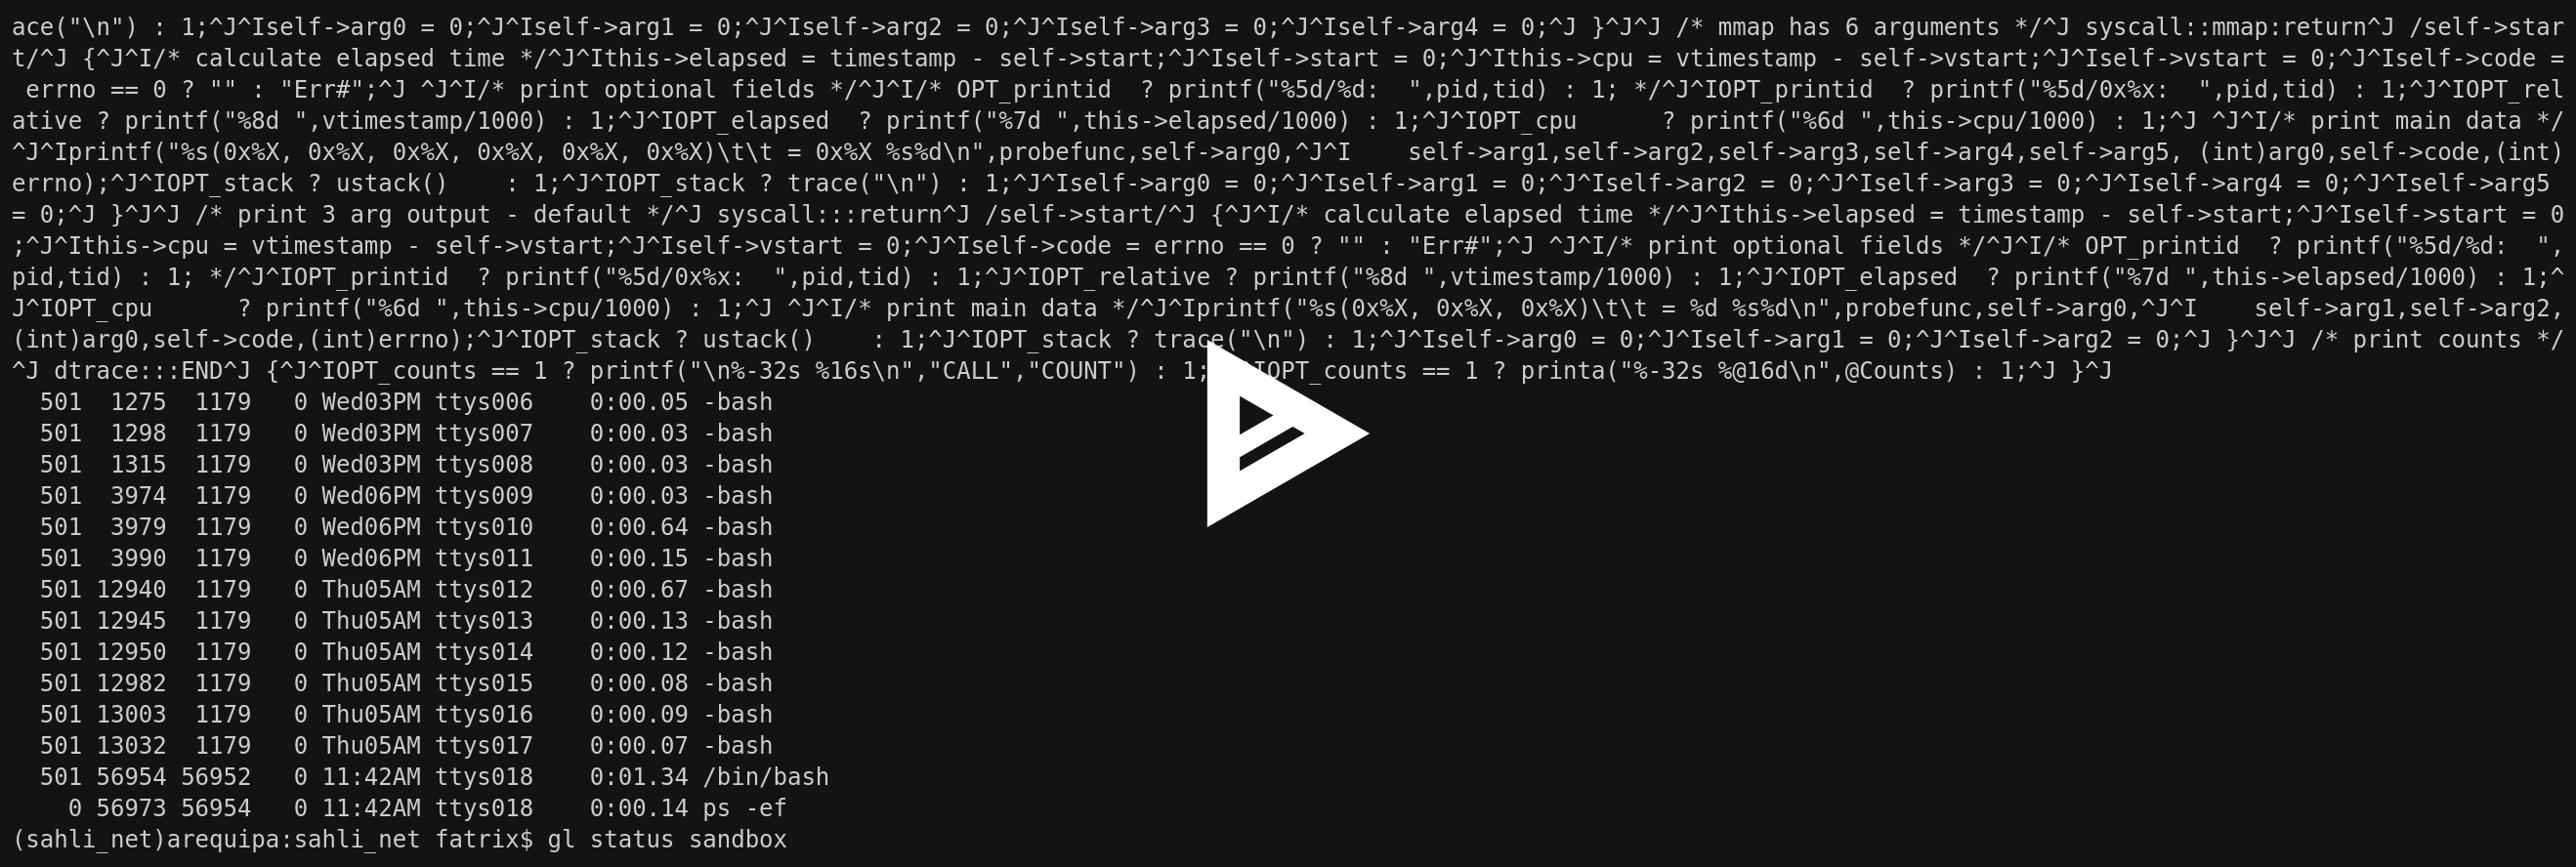 ace("\n") : 1;^J^Iself->arg0 = 0;^J^Iself->arg1 = 0;^J^Iself->arg2 = 0;^J^Iself->arg3 = 0;^J^Iself->arg4 = 0;^J }^J^J /* mmap has 6 arguments */^J syscall::mmap:return^J /self->star
t/^J {^J^I/* calculate elapsed time */^J^Ithis->elapsed = timestamp - self->start;^J^Iself->start = 0;^J^Ithis->cpu = vtimestamp - self->vstart;^J^Iself->vstart = 0;^J^Iself->code =
 errno == 0 ? "" : "Err#";^J ^J^I/* print optional fields */^J^I/* OPT_printid  ? printf("%5d/%d:  ",pid,tid) : 1; */^J^IOPT_printid  ? printf("%5d/0x%x:  ",pid,tid) : 1;^J^IOPT_rel
ative ? printf("%8d ",vtimestamp/1000) : 1;^J^IOPT_elapsed  ? printf("%7d ",this->elapsed/1000) : 1;^J^IOPT_cpu      ? printf("%6d ",this->cpu/1000) : 1;^J ^J^I/* print main data */
^J^Iprintf("%s(0x%X, 0x%X, 0x%X, 0x%X, 0x%X, 0x%X)\t\t = 0x%X %s%d\n",probefunc,self->arg0,^J^I    self->arg1,self->arg2,self->arg3,self->arg4,self->arg5, (int)arg0,self->code,(int)
errno);^J^IOPT_stack ? ustack()    : 1;^J^IOPT_stack ? trace("\n") : 1;^J^Iself->arg0 = 0;^J^Iself->arg1 = 0;^J^Iself->arg2 = 0;^J^Iself->arg3 = 0;^J^Iself->arg4 = 0;^J^Iself->arg5
= 0;^J }^J^J /* print 3 arg output - default */^J syscall:::return^J /self->start/^J {^J^I/* calculate elapsed time */^J^Ithis->elapsed = timestamp - self->start;^J^Iself->start = 0
;^J^Ithis->cpu = vtimestamp - self->vstart;^J^Iself->vstart = 0;^J^Iself->code = errno == 0 ? "" : "Err#";^J ^J^I/* print optional fields */^J^I/* OPT_printid  ? printf("%5d/%d:  ",
pid,tid) : 1; */^J^IOPT_printid  ? printf("%5d/0x%x:  ",pid,tid) : 1;^J^IOPT_relative ? printf("%8d ",vtimestamp/1000) : 1;^J^IOPT_elapsed  ? printf("%7d ",this->elapsed/1000) : 1;^
J^IOPT_cpu      ? printf("%6d ",this->cpu/1000) : 1;^J ^J^I/* print main data */^J^Iprintf("%s(0x%X, 0x%X, 0x%X)\t\t = %d %s%d\n",probefunc,self->arg0,^J^I    self->arg1,self->arg2,
(int)arg0,self->code,(int)errno);^J^IOPT_stack ? ustack()    : 1;^J^IOPT_stack ? trace("\n") : 1;^J^Iself->arg0 = 0;^J^Iself->arg1 = 0;^J^Iself->arg2 = 0;^J }^J^J /* print counts */
^J dtrace:::END^J {^J^IOPT_counts == 1 ? printf("\n%-32s %16s\n","CALL","COUNT") : 1; IOPT_counts == 1 ? printa("%-32s %@16d\n",@Counts) : 1;^J }^J
  501  1275  1179   0 Wed03PM ttys006    0:00.05 -bash
  501  1298  1179   0 Wed03PM ttys007    0:00.03 -bash
  501  1315  1179   0 Wed03PM ttys008    0:00.03 -bash
  501  3974  1179   0 Wed06PM ttys009    0:00.03 -bash
  501  3979  1179   0 Wed06PM ttys010    0:00.64 -bash
  501  3990  1179   0 Wed06PM ttys011    0:00.15 -bash
  501 12940  1179   0 Thu05AM ttys012    0:00.67 -bash
  501 12945  1179   0 Thu05AM ttys013    0:00.13 -bash
  501 12950  1179   0 Thu05AM ttys014    0:00.12 -bash
  501 12982  1179   0 Thu05AM ttys015    0:00.08 -bash
  501 13003  1179   0 Thu05AM ttys016    0:00.09 -bash
  501 13032  1179   0 Thu05AM ttys017    0:00.07 -bash
  501 56954 56952   0 11:42AM ttys018    0:01.34 /bin/bash
    0 56973 56954   0 11:42AM ttys018    0:00.14 ps -ef
(sahli_net)arequipa:sahli_net fatrix$ gl status sandbox